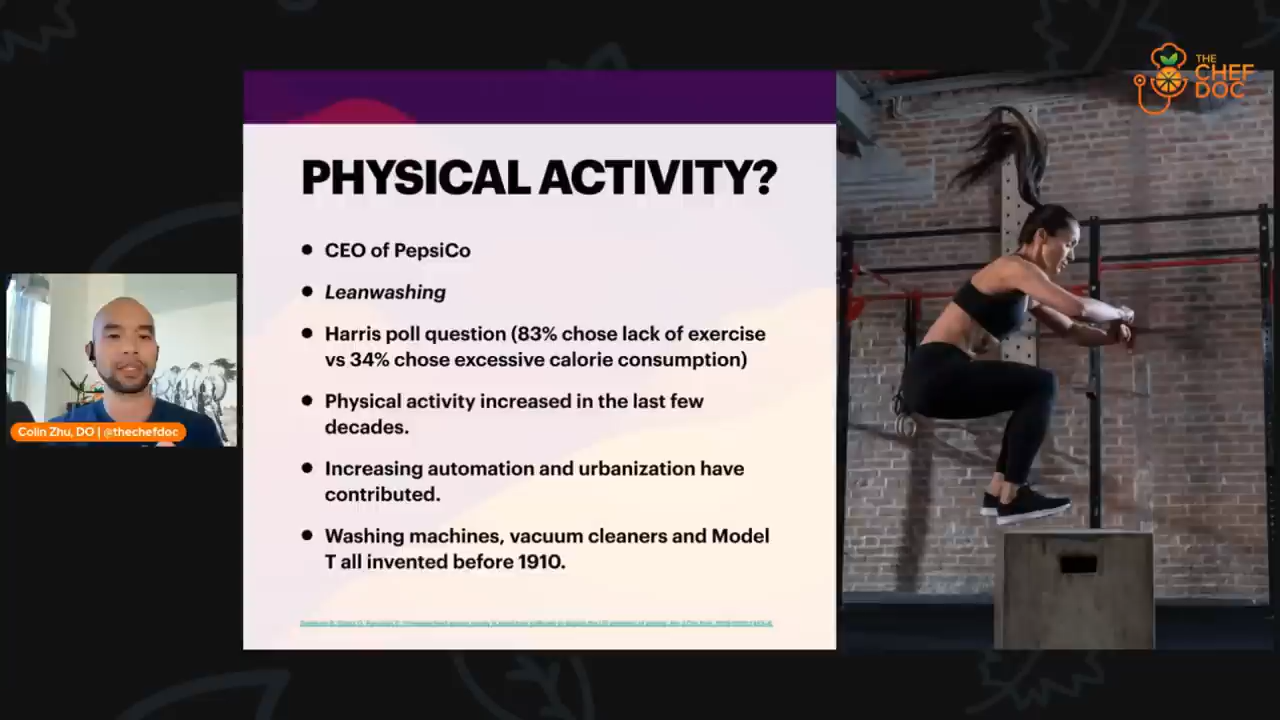 THE
CHEF
DOC
PHYSICAL ACTIVITY?
● CEO of PepsiCo
● Leanwashing
● Harris poll question (83% chose lack of exercise
vs 34% chose excessive calorie consumption)
● Physical activity increased in the last few
decades.
● Increasing automation and urbanization have
contributed.
● Washing machines, vacuum cleaners and Model
T all invented before 1910.
Colin Zhu, DO | @thechefdoc